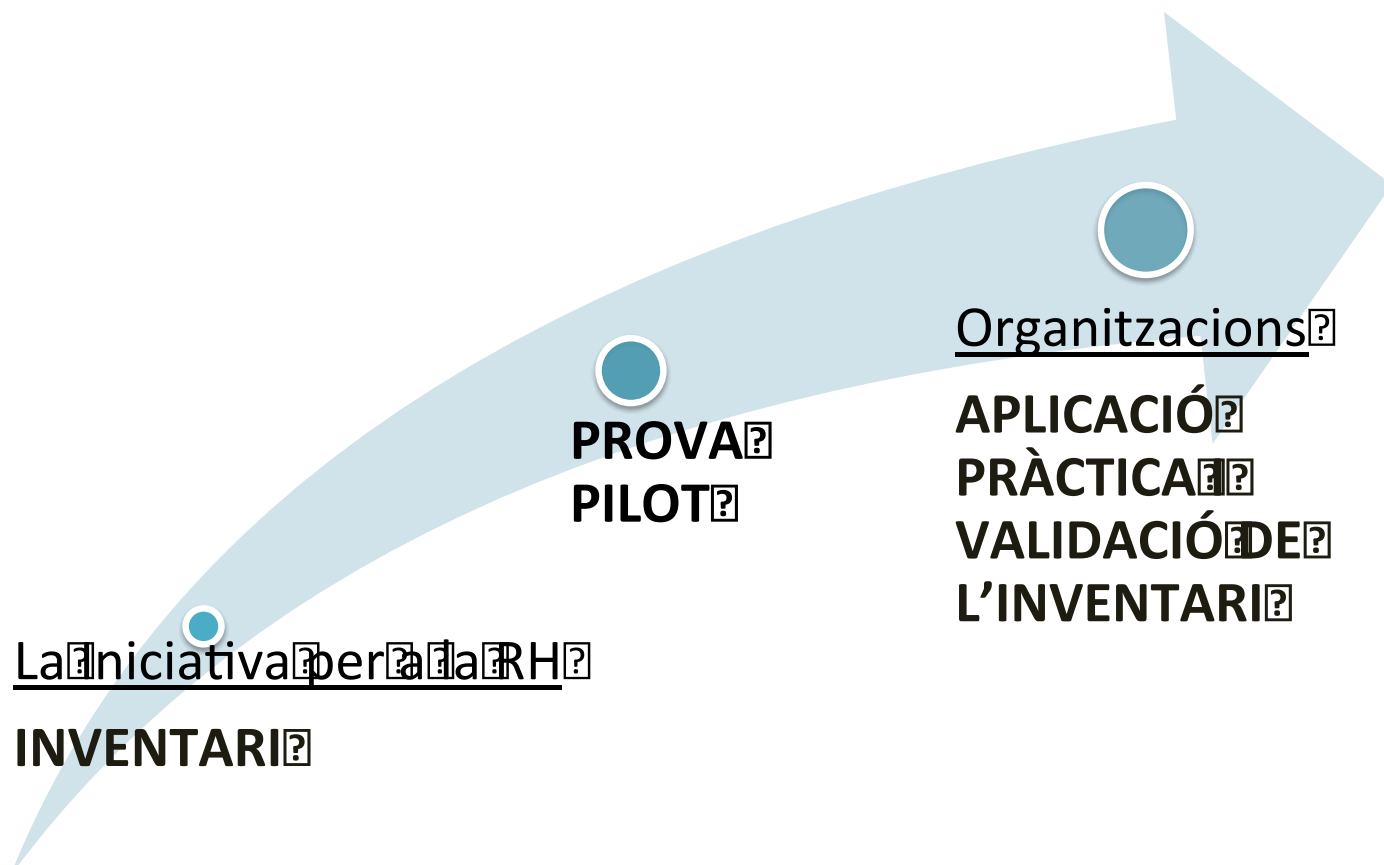 La Iniciativa per a la RH
INVENTARI
PROVA
PILOT
Organitzacions
APLICACIÓ
PRÀCTICA I
VALIDACIÓ DE
L’INVENTARI